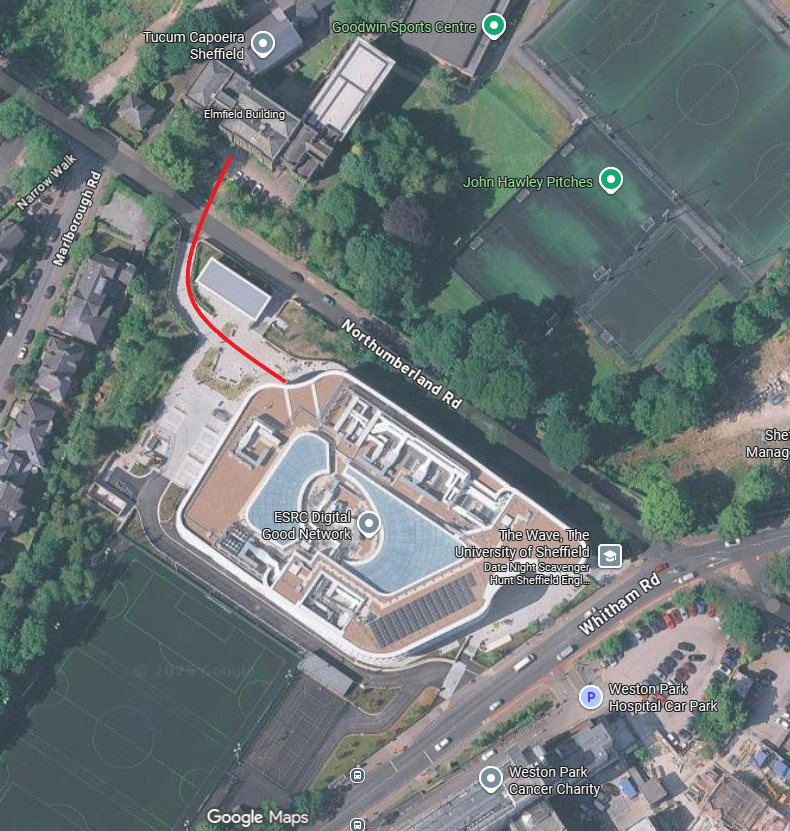 Goodwin Sports Centre
Tucum Capoeira
Sheffield
Elmfield Building
Narrow Walk
Marlborough Rd
John Hawley Pitches
Northumberland Rd
She
Manag
ESRC Digital
Good Network
The Wave, The
University of Sheffield
Date Night Scavenger
Hunt Sheffield Engl...
Whitham Rd
© 2025 Google
P
Weston Park
Hospital Car Park
Weston Park
Cancer Charity
Google Maps